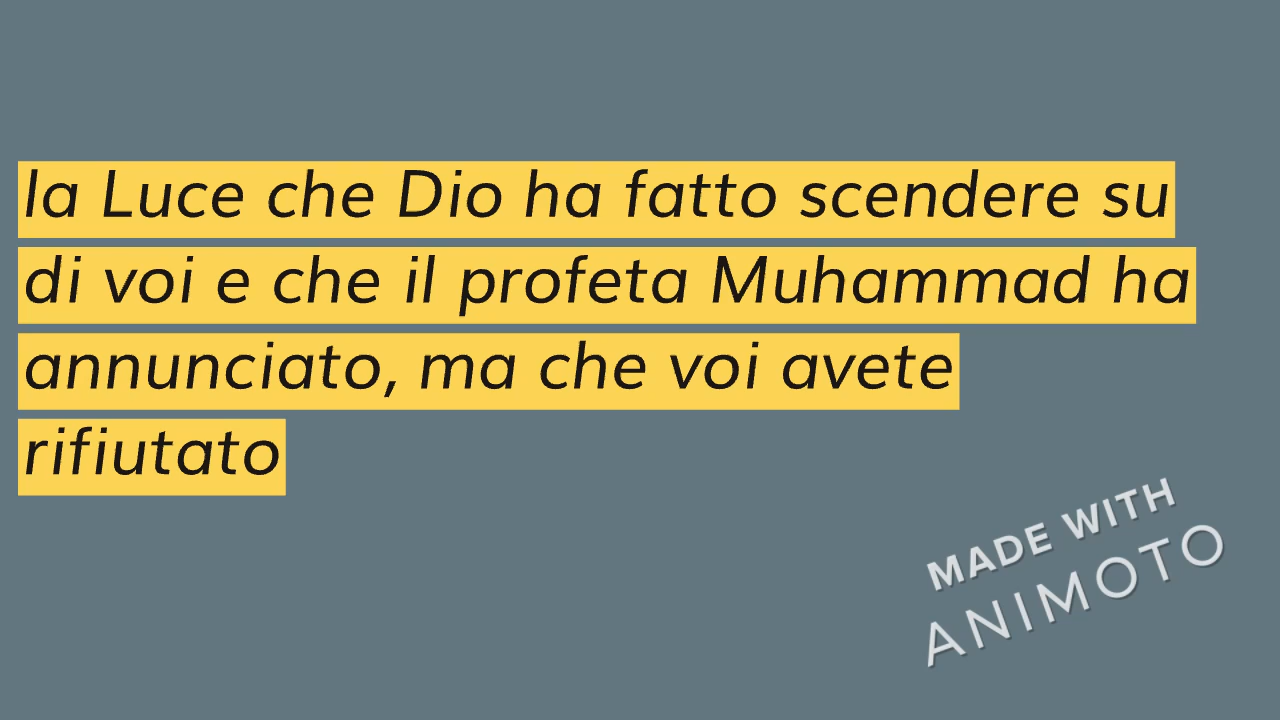 la Luce che Dio ha fatto scendere su
di voi e che il profeta Muhammad ha
annunciato, ma che voi avete
rifiutato
MADE WITH
ANIMOTO